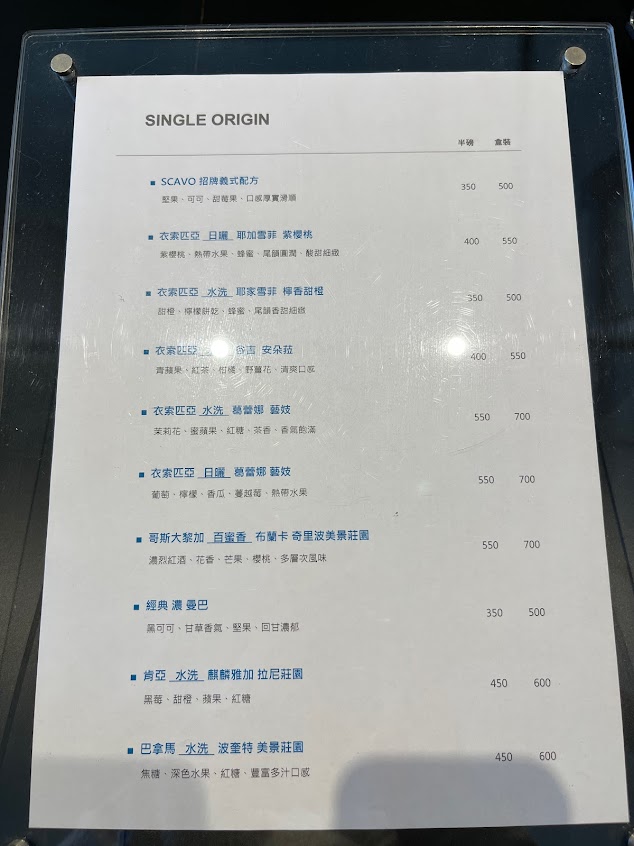 SINGLE ORIGIN
半磅 盒裝
SCAVO 招牌義式配方 350 500
堅果、可可、甜莓果、口感厚實滑順
衣索匹亞 日曬 耶加雪菲 紫櫻桃 400 550
紫櫻桃、熱帶水果、蜂蜜、尾韻圓潤、酸甜細緻
衣索匹亞 水洗 耶家雪菲 檸香甜橙 350 500
甜橙、檸檬餅乾、蜂蜜、尾韻香甜細緻
衣索匹亞 安朵菈 400 550
青蘋果、紅茶、柑橘、野薑花、清爽口感
衣索匹亞 水洗 葛蕾娜 藝妓 550 700
茉莉花、蜜蘋果、紅糖、茶香、香氣飽滿
衣索匹亞 日曬 葛蕾娜 藝妓 550 700
葡萄、檸檬、香瓜、蔓越莓、熱帶水果
哥斯大黎加 百蜜香 布蘭卡 奇里波美景莊園 550 700
濃烈紅酒、花香、芒果、櫻桃、多層次風味
經典 濃 曼巴 350 500
黑可可、甘草香氣、堅果、回甘濃郁
肯亞 水洗 麒麟雅加 拉尼莊園 450 600
黑莓、甜橙、蘋果、紅糖
巴拿馬 水洗 波奎特 美景莊園 450 600
焦糖、深色水果、紅糖、豐富多汁口感